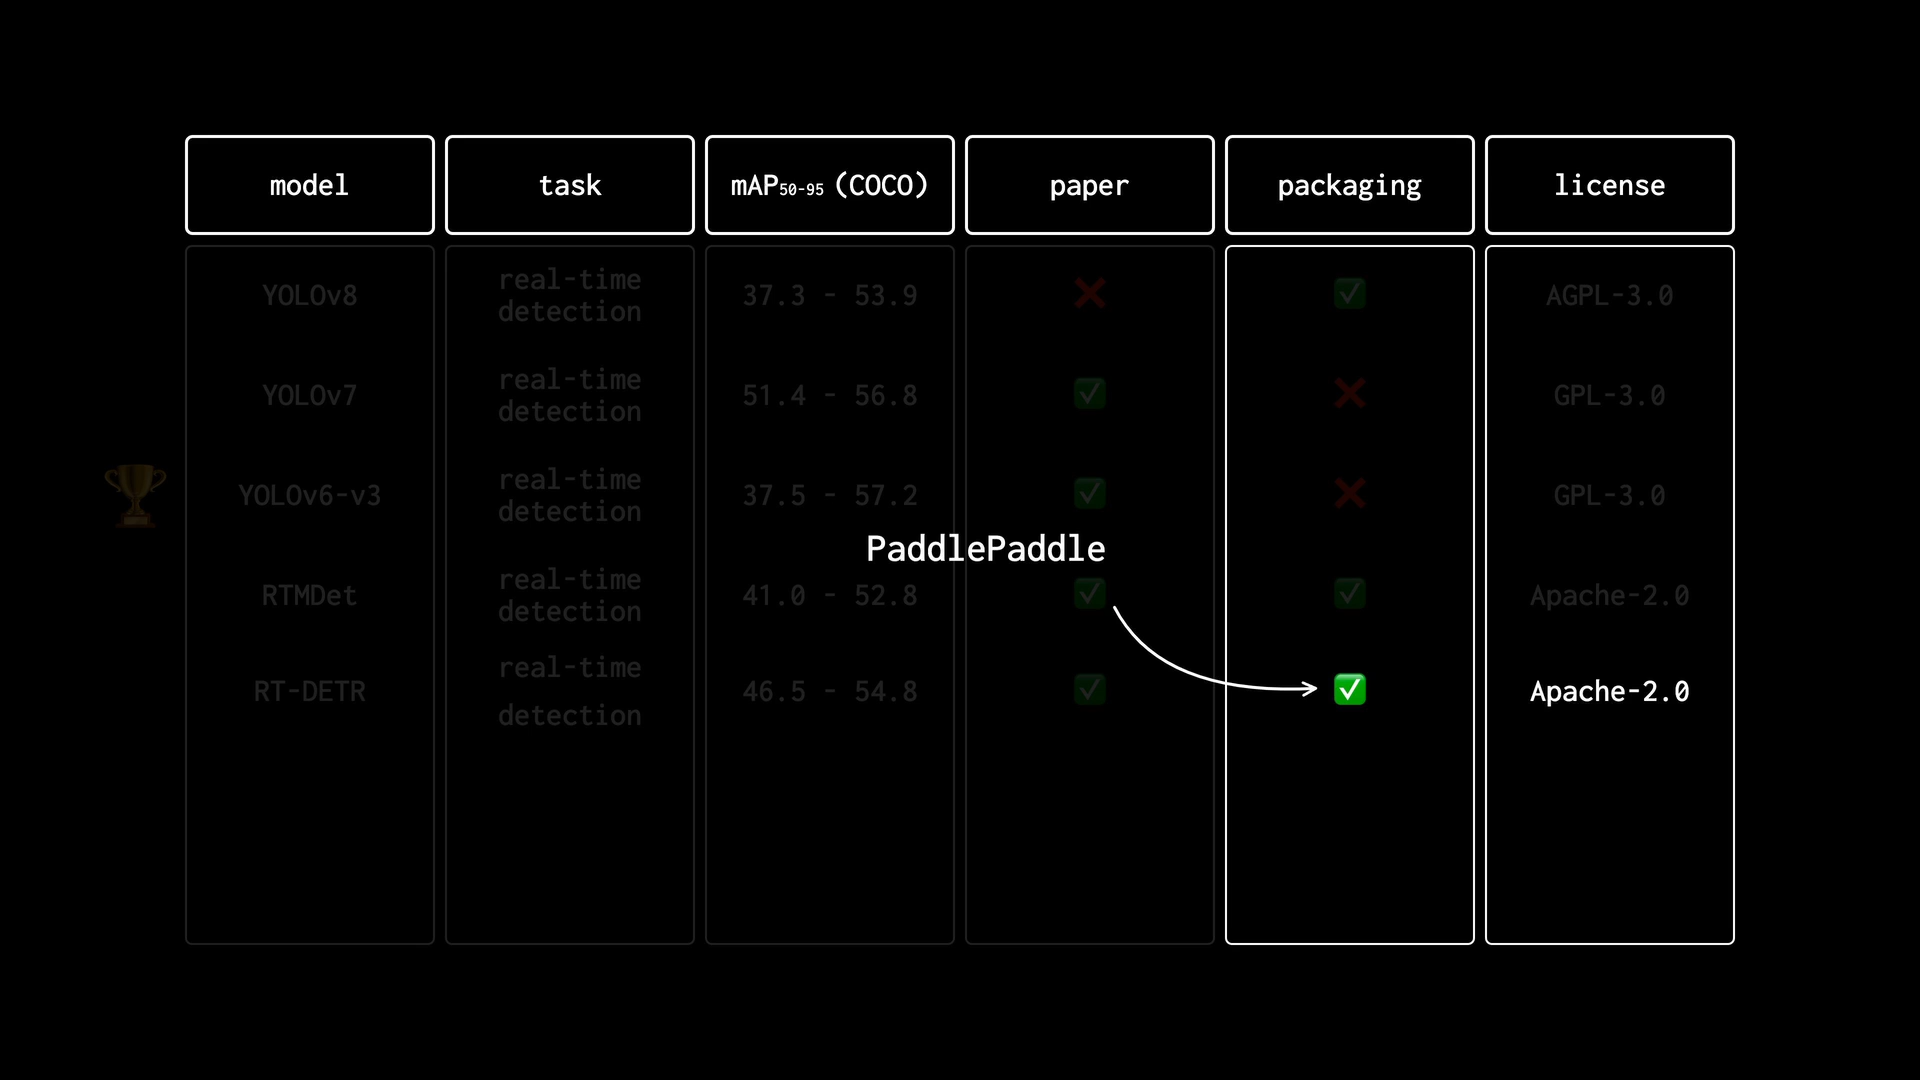 model task mAP50-95 (COCO) paper packaging license
YOLOv8 real-time detection 37.3 - 53.9 ❌ ✅ AGPL-3.0
YOLOv7 real-time detection 51.4 - 56.8 ✅ ❌ GPL-3.0
YOLOv6-v3 real-time detection 37.5 - 57.2 ✅ ❌ GPL-3.0
PaddlePaddle
RTMDet real-time detection 41.0 - 52.8 ✅ ✅ Apache-2.0
RT-DETR real-time detection 46.5 - 54.8 ✅ ✅ Apache-2.0